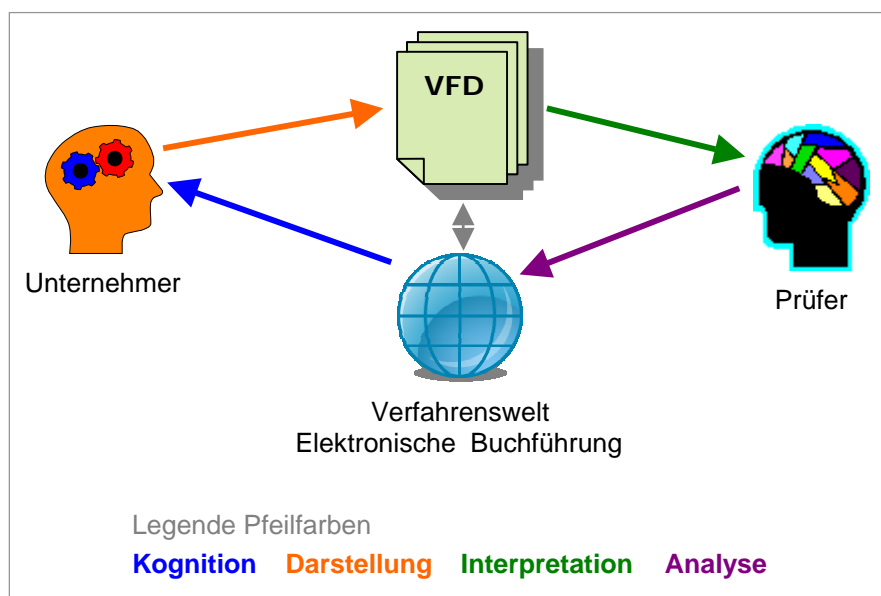 VFD
Unternehmer
Prüfer
Verfahrenswelt
Elektronische Buchführung
Legende Pfeilfarben
Kognition Darstellung Interpretation Analyse